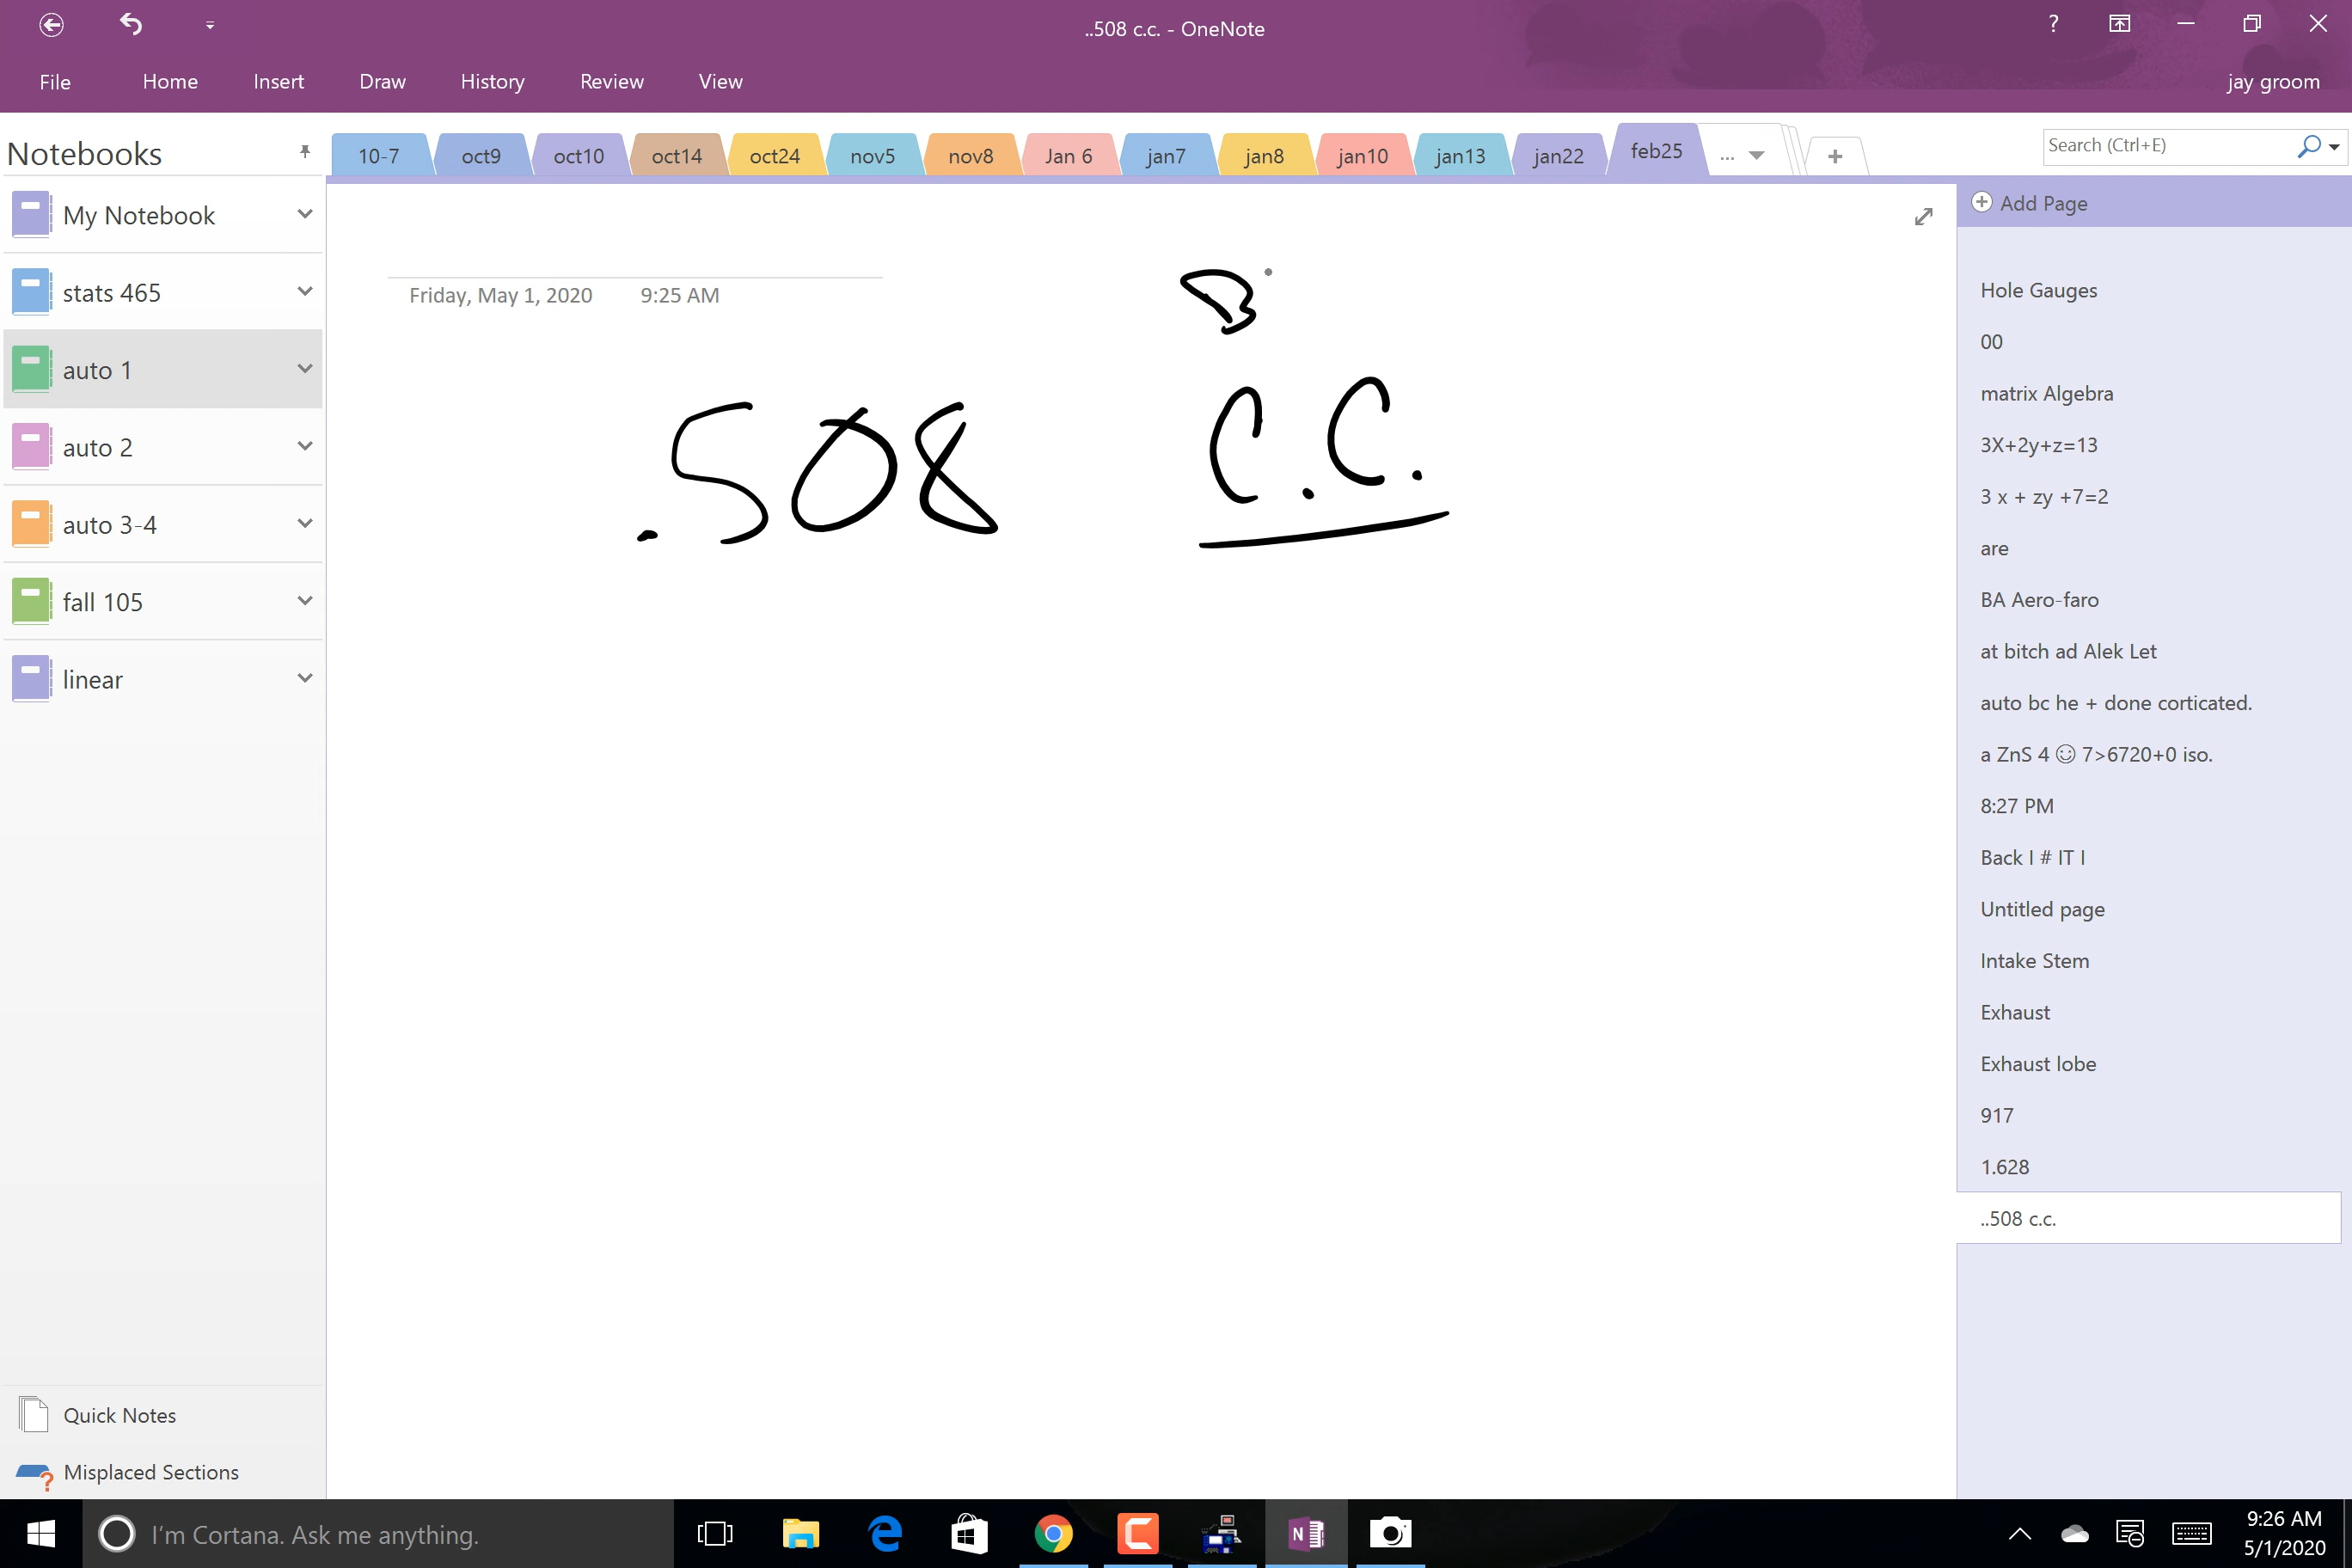 ..508 c.c. - OneNote
?
File Home Insert Draw History Review View
jay groom
Notebooks
10-7 oct9 oct10 oct14 oct24 nov5 nov8 Jan 6 jan7 jan8 jan10 jan13 jan22 feb25 ...
Search (Ctrl+E)
My Notebook
stats 465
auto 1
auto 2
auto 3-4
fall 105
linear
Quick Notes
Misplaced Sections
Friday, May 1, 2020 9:25 AM
.508 C.C.
Add Page
Hole Gauges
00
matrix Algebra
3X+2y+z=13
3 x + zy +7=2
are
BA Aero-faro
at bitch ad Alek Let
auto bc he + done corticated.
a ZnS 4 ☺ 7>6720+0 iso.
8:27 PM
Back I # IT I
Untitled page
Intake Stem
Exhaust
Exhaust lobe
917
1.628
..508 c.c.
I'm Cortana. Ask me anything.
9:26 AM
5/1/2020